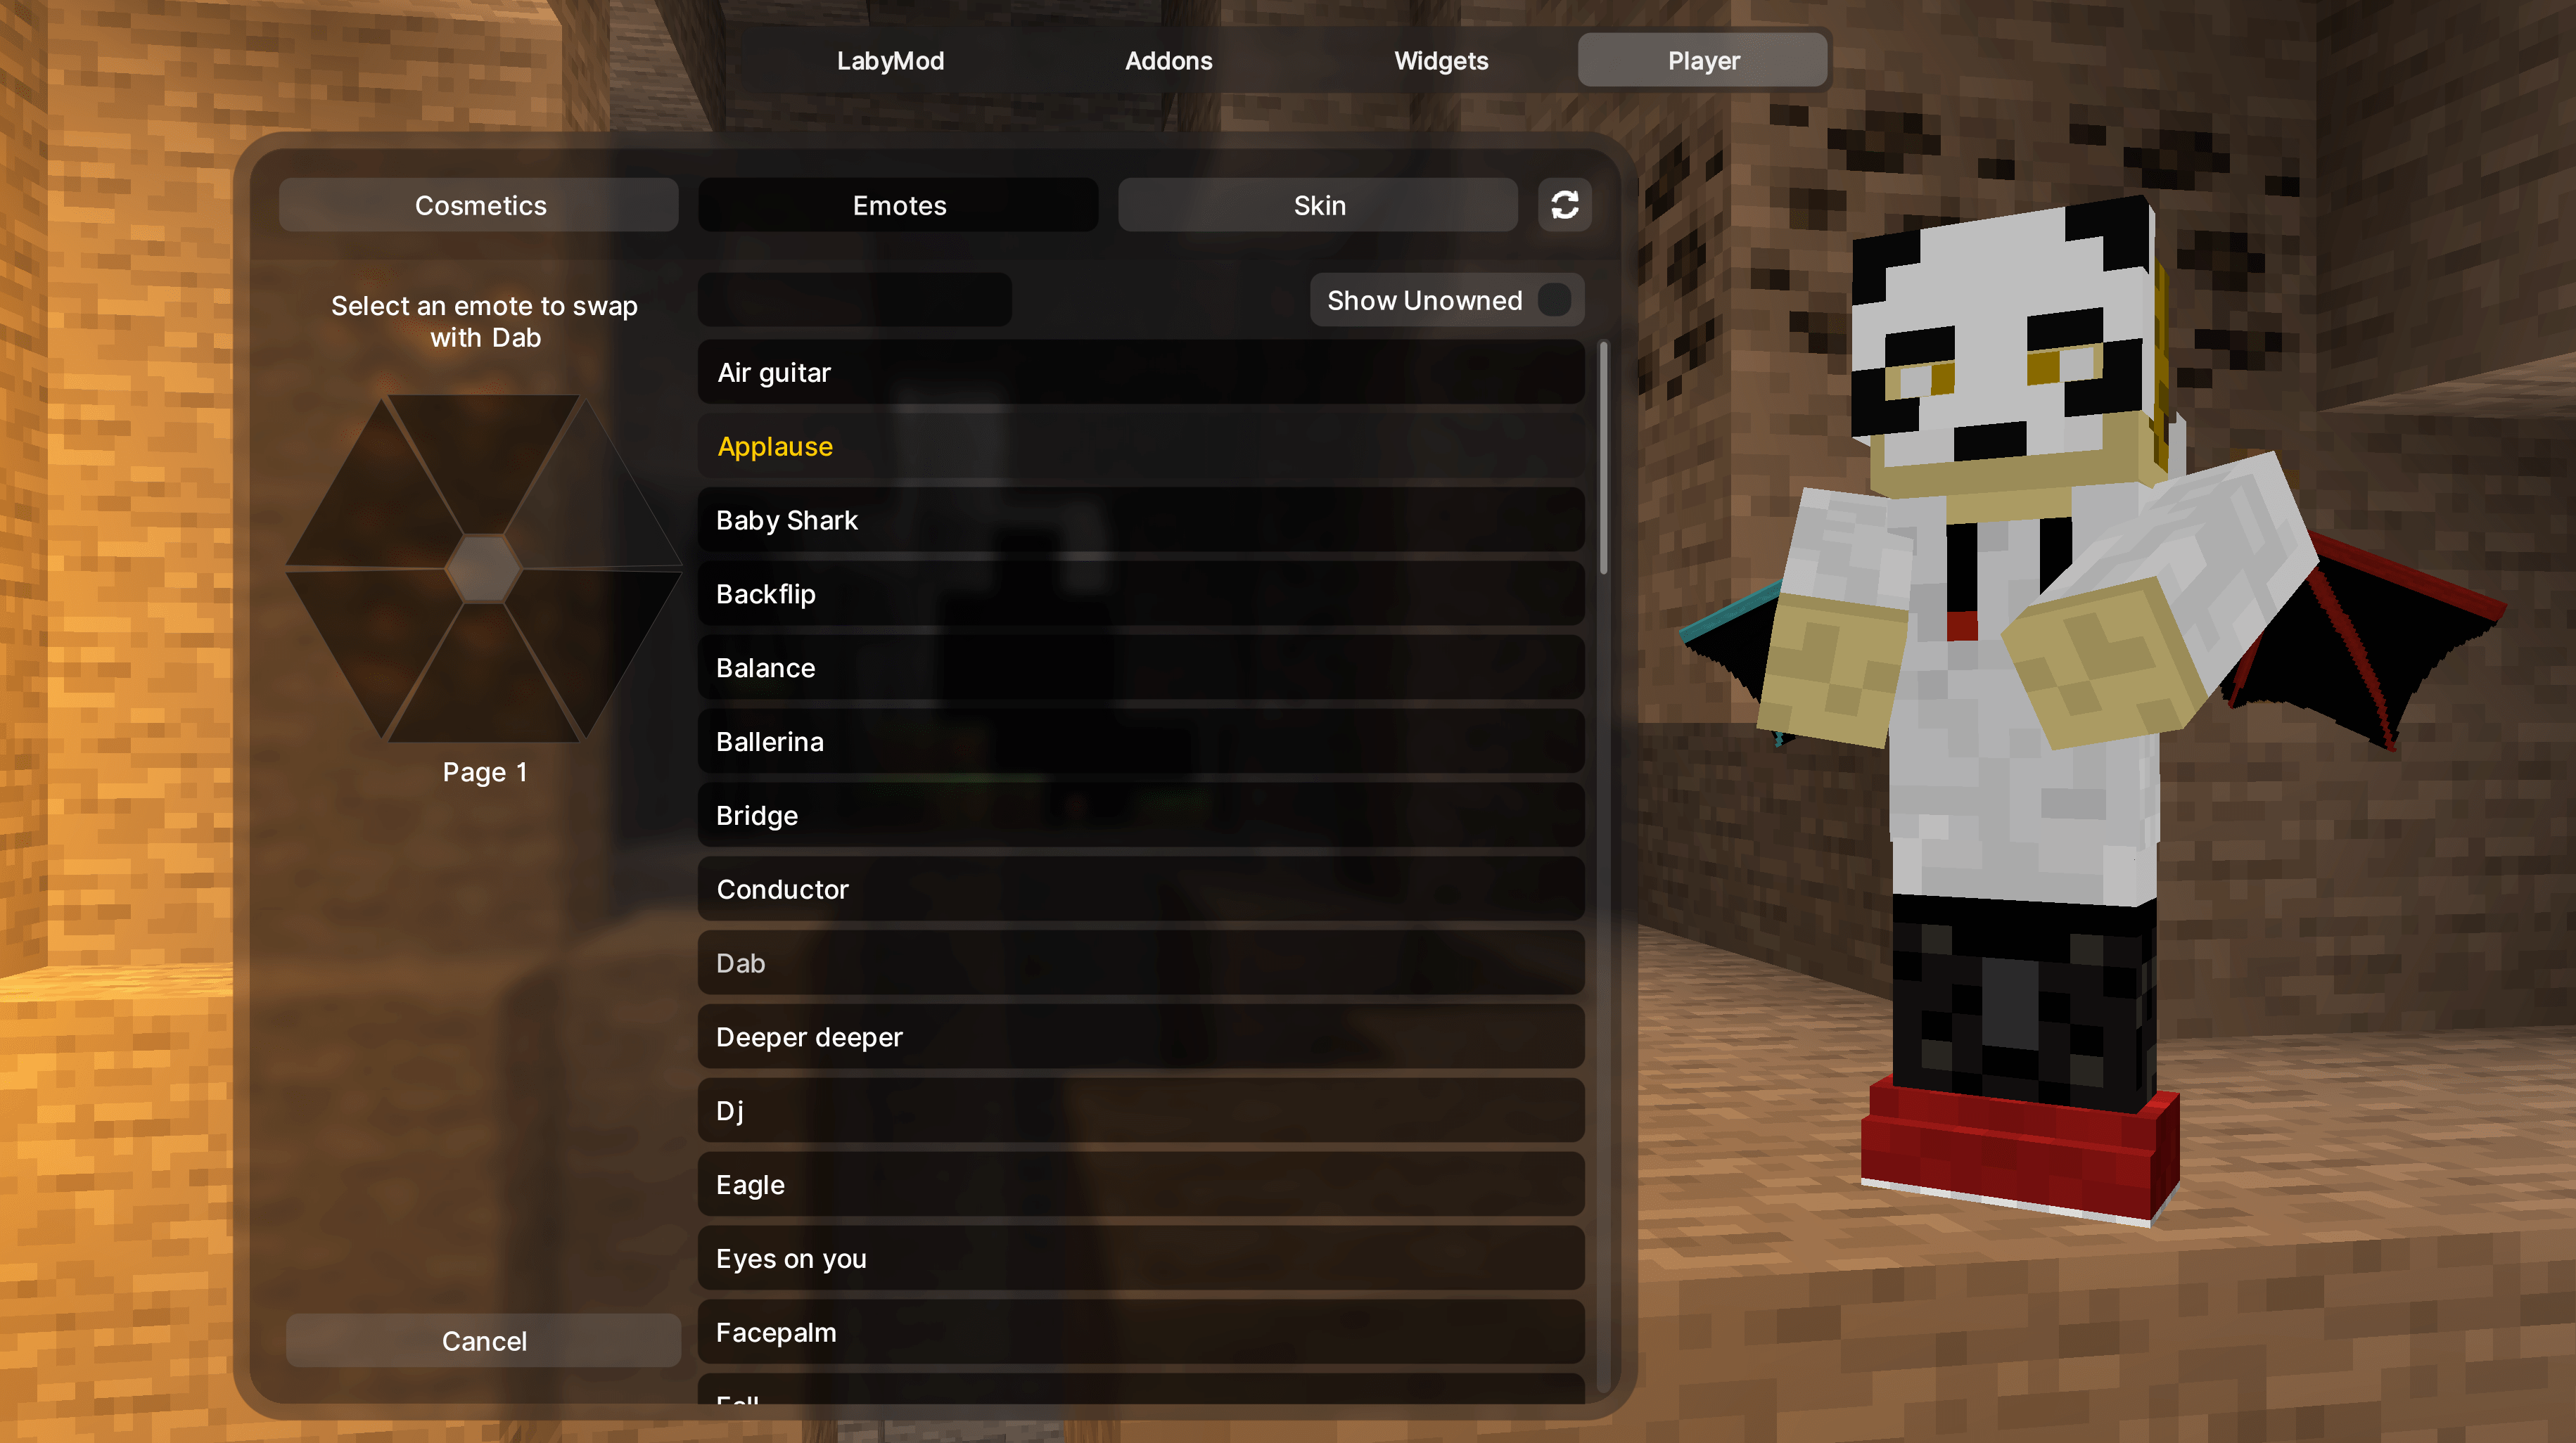 LabyMod
Addons
Widgets
Player
Cosmetics
Emotes
Skin
Select an emote to swap
with Dab
Page 1
Cancel
Show Unowned
Air guitar
Applause
Baby Shark
Backflip
Balance
Ballerina
Bridge
Conductor
Dab
Deeper deeper
Dj
Eagle
Eyes on you
Facepalm